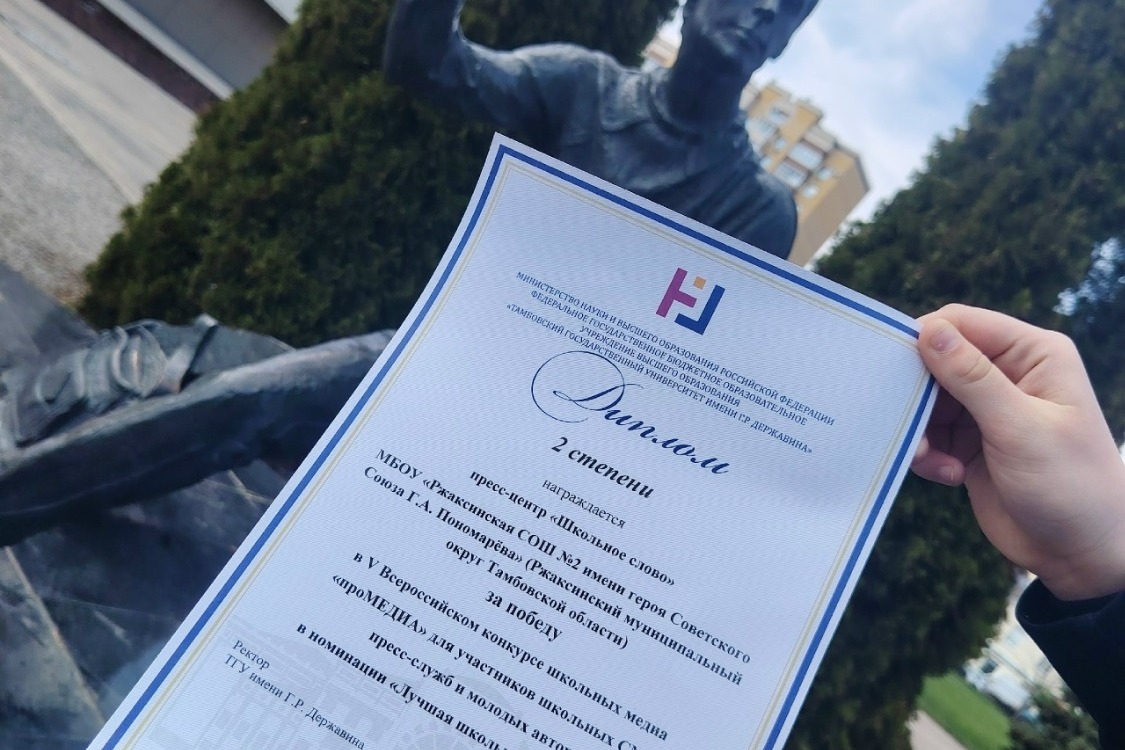 МИНИСТЕРСТВО НАУКИ И ВЫСШЕГО ОБРАЗОВАНИЯ РОССИЙСКОЙ ФЕДЕРАЦИИ
ФЕДЕРАЛЬНОЕ ГОСУДАРСТВЕННОЕ БЮДЖЕТНОЕ ОБРАЗОВАТЕЛЬНОЕ
УЧРЕЖДЕНИЕ ВЫСШЕГО ОБРАЗОВАНИЯ
«ТАМБОВСКИЙ ГОСУДАРСТВЕННЫЙ УНИВЕРСИТЕТ ИМЕНИ Г.Р. ДЕРЖАВИНА»
Диплом
2 степени
награждается
пресс-центр «Школьное слово»
МБОУ «Ржаксинская СОШ №2 имени героя Советского
Союза Г.А. Пономарёва» (Ржаксинский муниципальный
округ Тамбовской области)
за победу
в V Всероссийском конкурсе школьных медиа
«проМЕДИА» для участников школьных
пресс-служб и молодых
в номинации «Лучшая
Ректор
ТГУ имени Г.Р. Державина